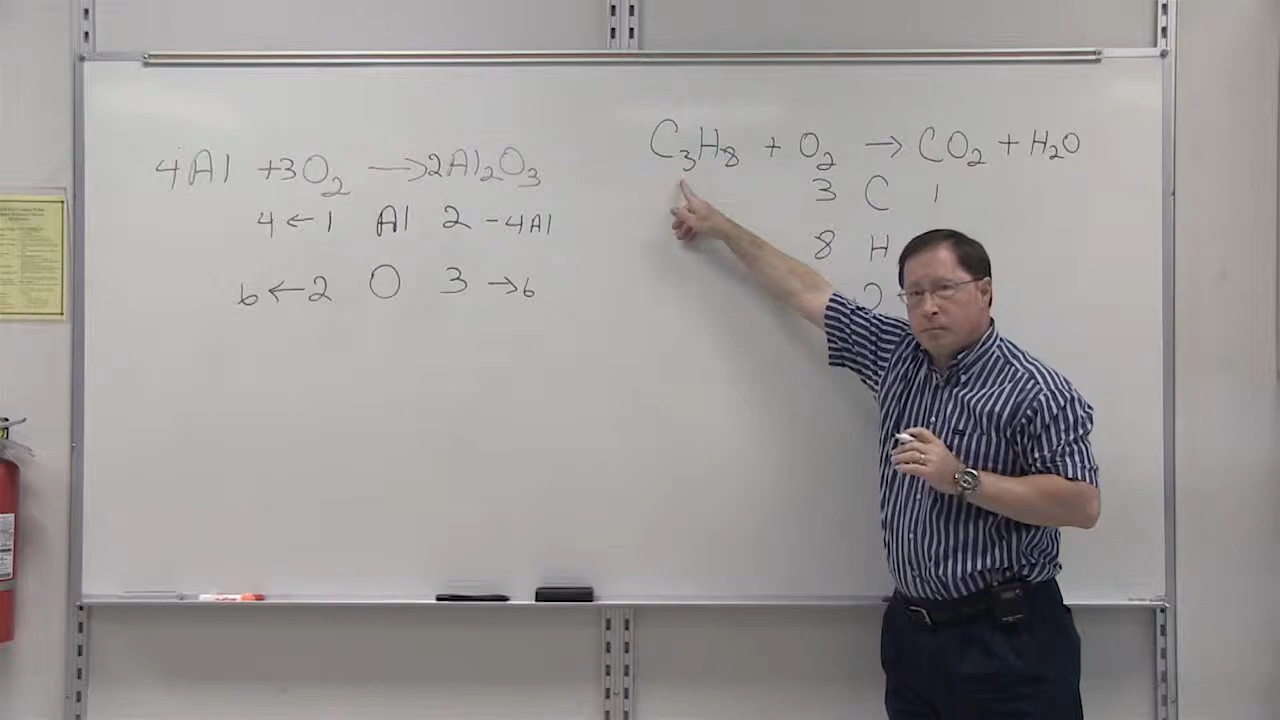 4Al +3O₂ → 2Al₂O₃
4 ← 1 Al 2 - 4Al
6 ← 2 O 3 → 6
C₃H₈ + O₂ → CO₂ + H₂O
3 C 1
8 H